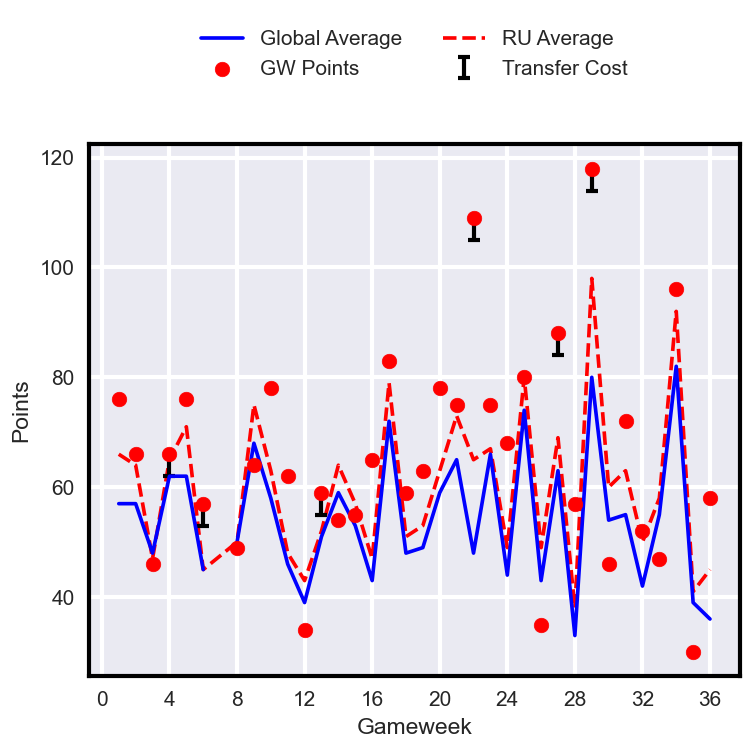 Global Average RU Average
GW Points Transfer Cost
120
100
80
60
40
Points
0 4 8 12 16 20 24 28 32 36
Gameweek